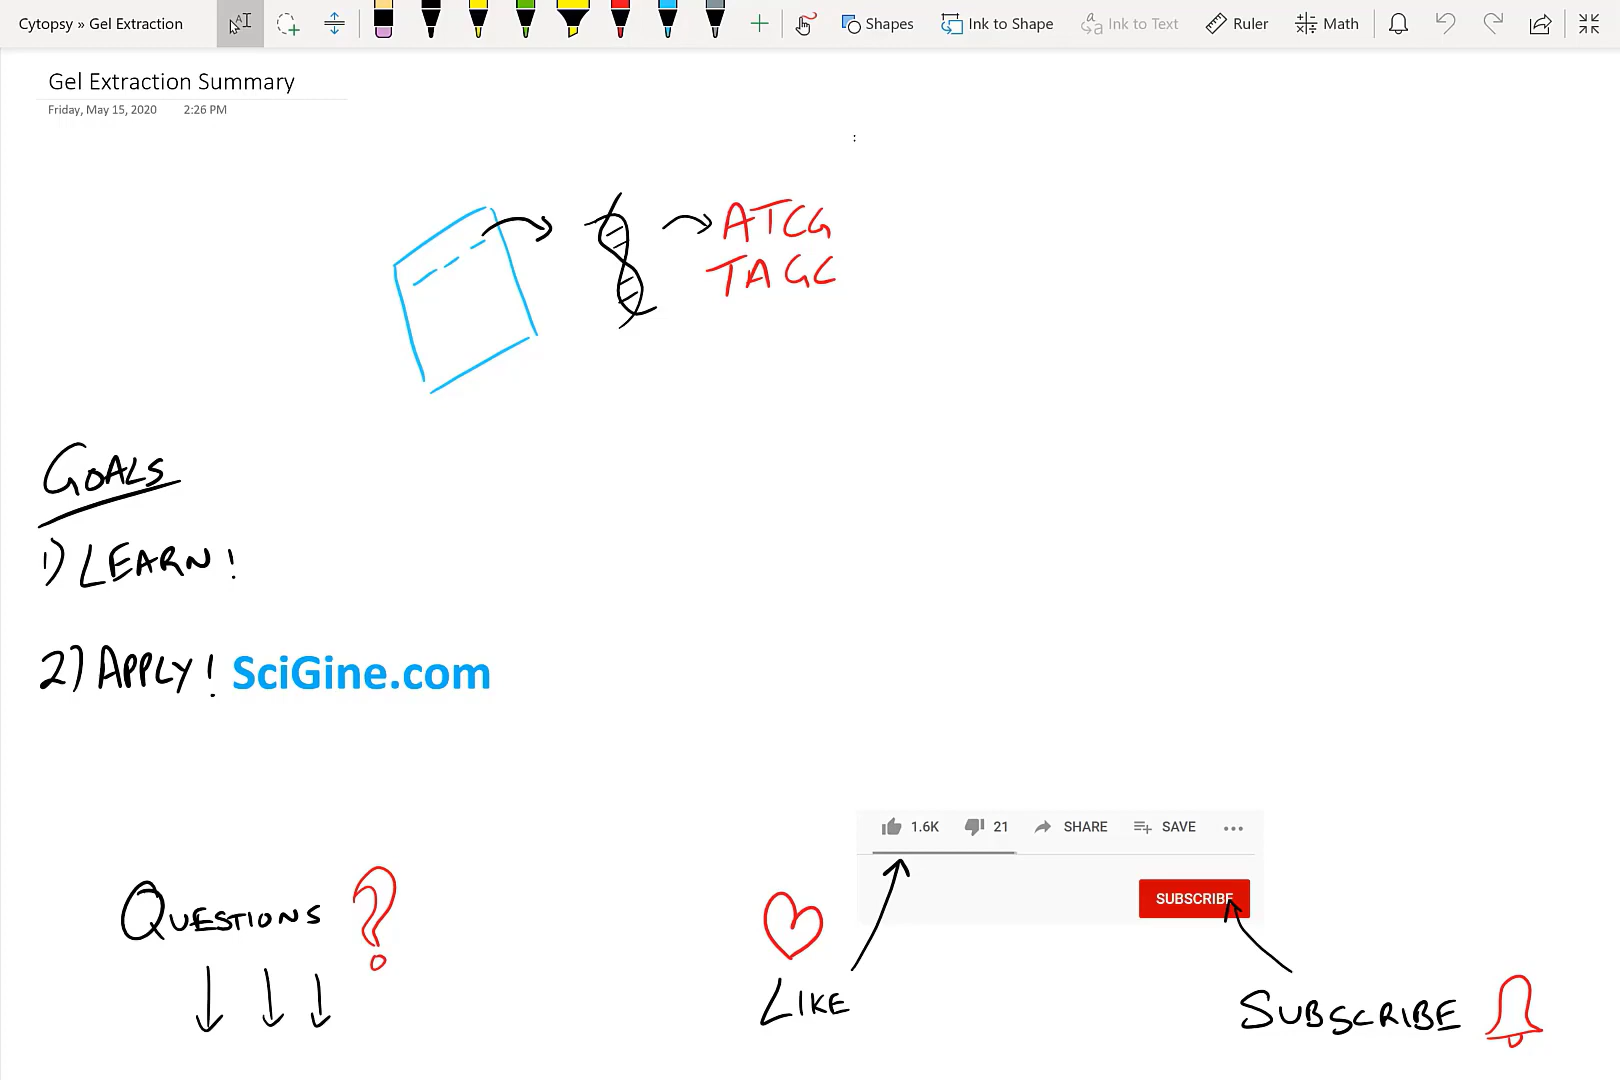 Cytopsy » Gel Extraction
Shapes
Ink to Shape
Ink to Text
Ruler
Math
Gel Extraction Summary
Friday, May 15, 2020 2:26 PM
ATCG
TAGC
GOALS
1) LEARN!
2) APPLY! SciGine.com
1.6K 21 SHARE SAVE
SUBSCRIBE
QUESTIONS ?
LIKE
SUBSCRIBE